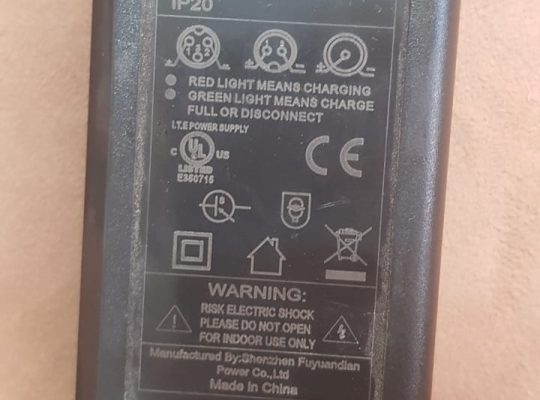 IP20
RED LIGHT MEANS CHARGING
GREEN LIGHT MEANS CHARGE
FULL OR DISCONNECT
I.T.E POWER SUPPLY
C UL US
LISTED
E350715
CE
WARNING:
RISK ELECTRIC SHOCK
PLEASE DO NOT OPEN
FOR INDOOR USE ONLY
Manufactured By:Shenzhen Fuyuandian
Power Co.,Ltd
Made In China